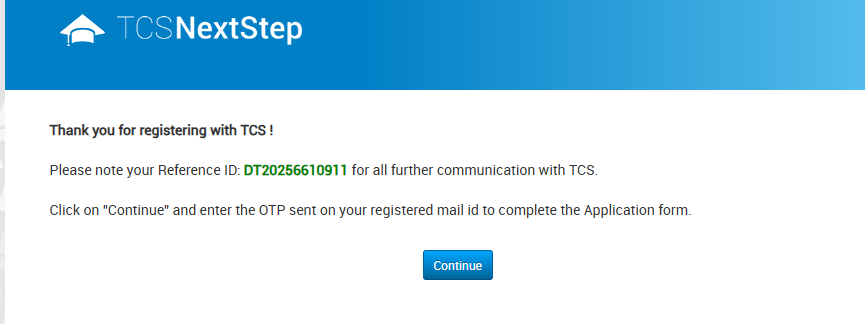 TCSNextStep
Thank you for registering with TCS !
Please note your Reference ID: DT20256610911 for all further communication with TCS.
Click on "Continue" and enter the OTP sent on your registered mail id to complete the Application form.
Continue